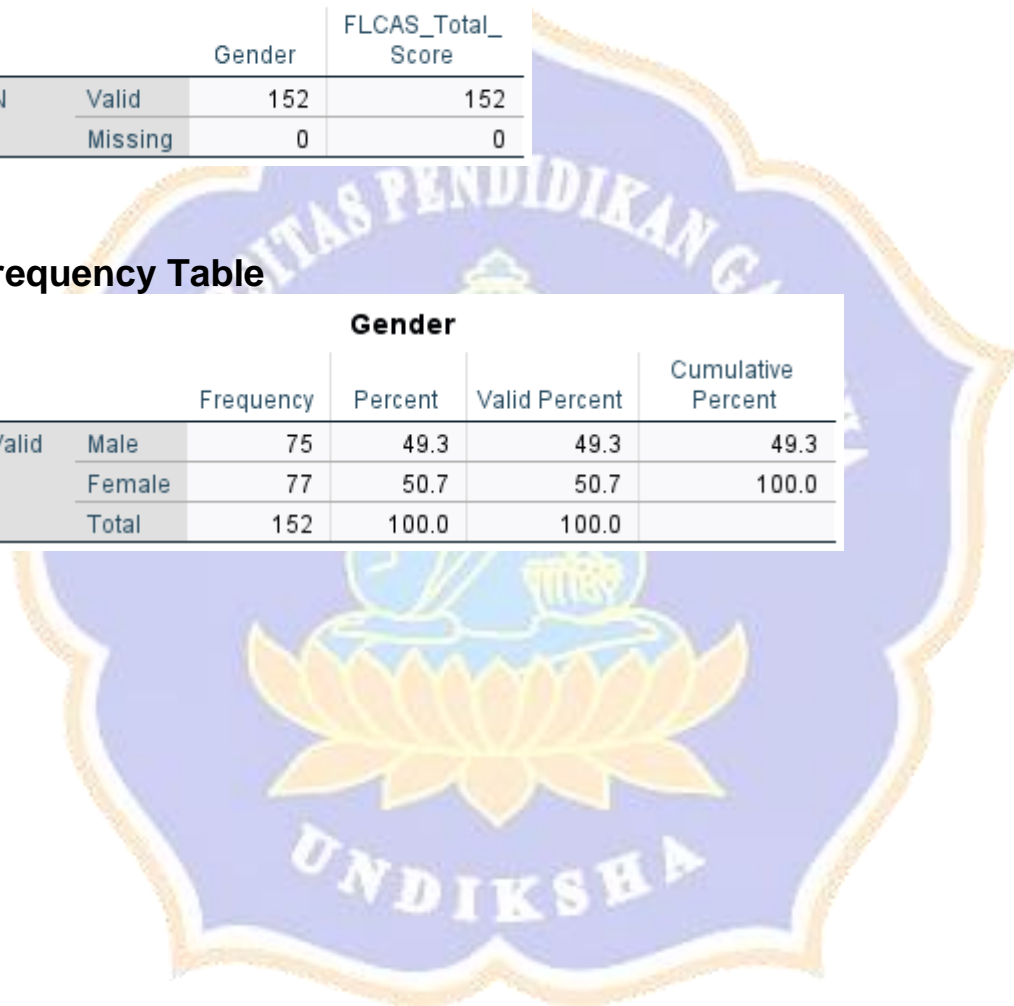 Gender FLCAS_Total_
Score
N Valid 152 152
Missing 0 0
SITAS PENDIDIKAN GA
requency Table
Gender
Frequency Percent Valid Percent Cumulative
Percent
Valid Male 75 49.3 49.3 49.3
Female 77 50.7 50.7 100.0
Total 152 100.0 100.0
UNDIKSHA